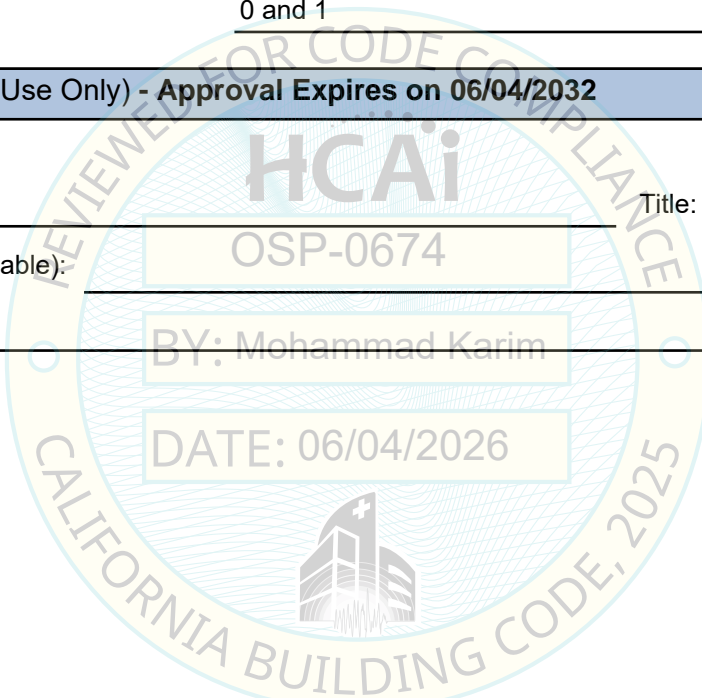 0 and 1
Use Only) - Approval Expires on 06/04/2032
REVIEWED FOR CODE COMPLIANCE
HCAi
Title:
OSP-0674
able):
BY: Mohammad Karim
DATE: 06/04/2026
CALIFORNIA BUILDING CODE, 2025